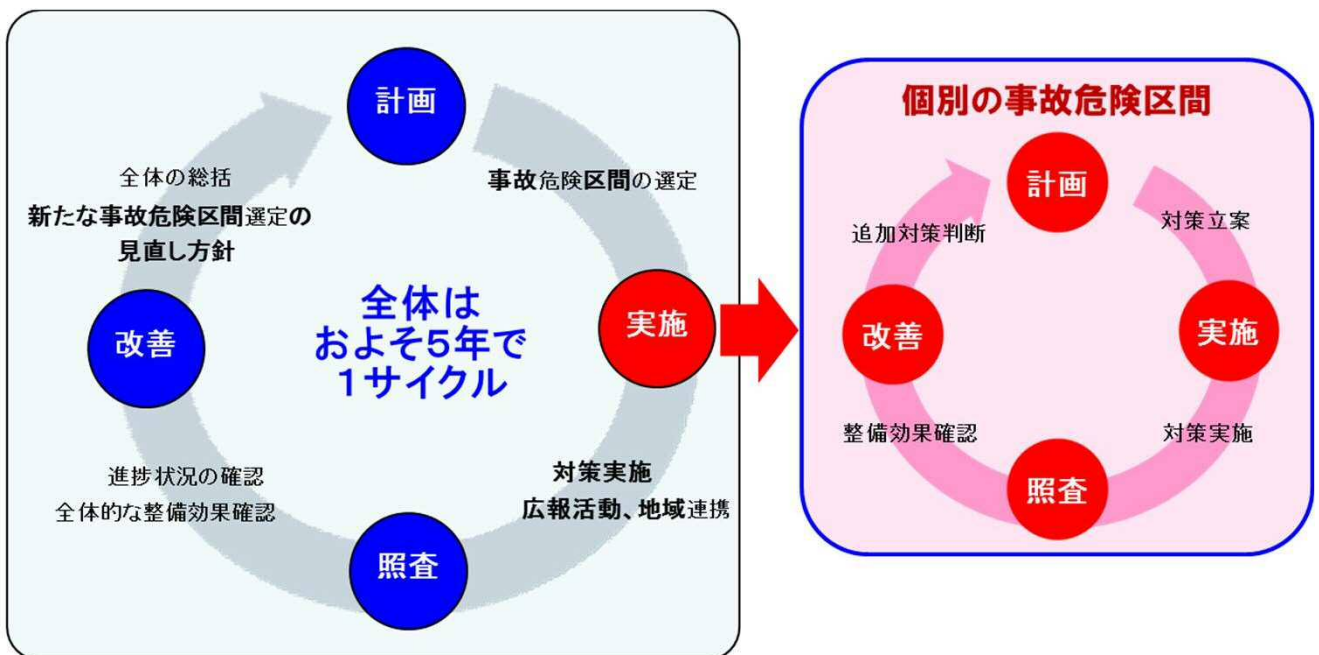 計画
事故危険区間の選定
実施
対策実施
広報活動、地域連携
照査
進捗状況の確認
全体的な整備効果確認
改善
全体の総括
新たな事故危険区間選定の
見直し方針
全体は
およそ5年で
1サイクル
個別の事故危険区間
計画
対策立案
実施
対策実施
照査
整備効果確認
改善
追加対策判断